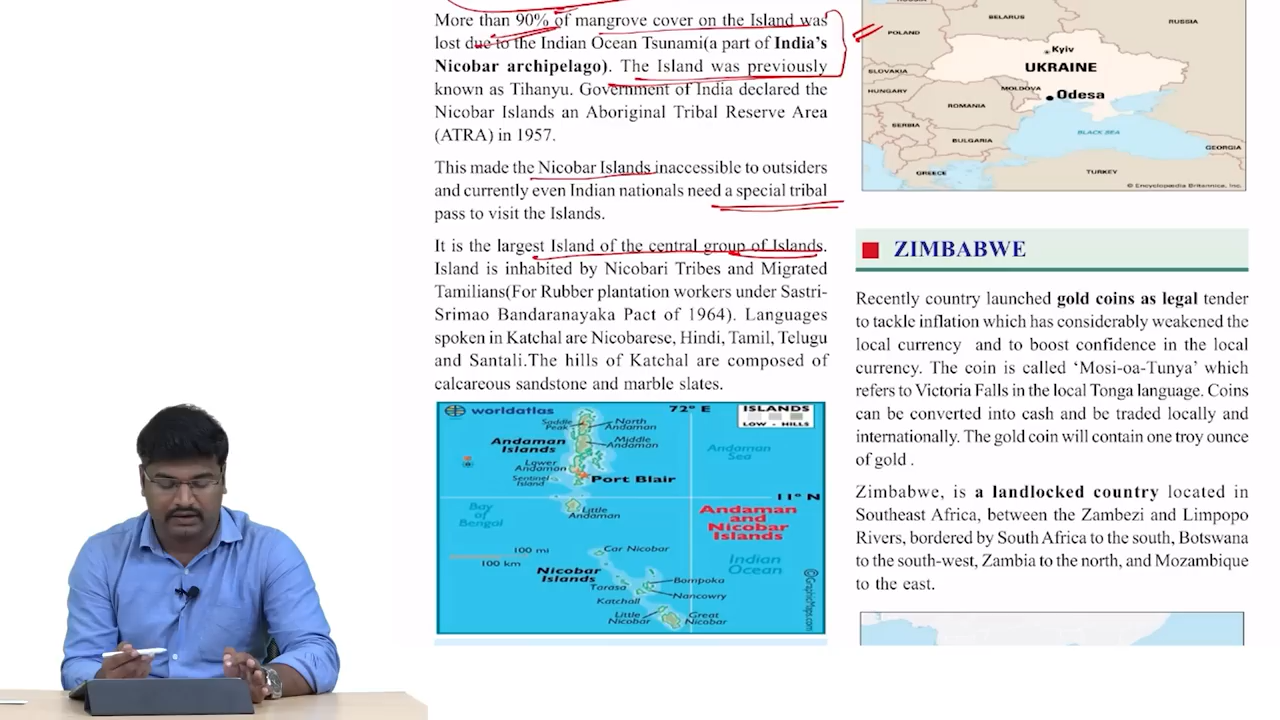 More than 90% of mangrove cover on the Island was
lost due to the Indian Ocean Tsunami(a part of India's
Nicobar archipelago). The Island was previously
known as Tihanyu. Government of India declared the
Nicobar Islands an Aboriginal Tribal Reserve Area
(ATRA) in 1957.
This made the Nicobar Islands inaccessible to outsiders
and currently even Indian nationals need a special tribal
pass to visit the Islands.
It is the largest Island of the central group of Islands.
Island is inhabited by Nicobari Tribes and Migrated
Tamilians(For Rubber plantation workers under Sastri-
Srimao Bandaranayaka Pact of 1964). Languages
spoken in Katchal are Nicobarese, Hindi, Tamil, Telugu
and Santali.The hills of Katchal are composed of
calcareous sandstone and marble slates.
worldatlas
72° E
ISLANDS
LOW - HILLS
Saddle
Peak
North
Andaman
Andaman
Islands
Middle
Andaman
Andaman
Sea
Lower
Andaman
Sentinel
Island
Port Blair
11° N
Bay
of
Bengal
Little
Andaman
Andaman
and
Nicobar
Islands
100 mi
100 km
Car Nicobar
Indian
Ocean
Nicobar
Islands
Tarasa
Bompoka
Katchall
Nancowry
Little
Nicobar
Great
Nicobar
©GraphicMaps.com
BELARUS
RUSSIA
POLAND
Kyiv
UKRAINE
SLOVAKIA
HUNGARY
MOLDOVA
Odesa
ROMANIA
SERBIA
BLACK SEA
BULGARIA
GEORGIA
GREECE
TURKEY
© Encyclopædia Britannica, Inc.
ZIMBABWE
Recently country launched gold coins as legal tender
to tackle inflation which has considerably weakened the
local currency and to boost confidence in the local
currency. The coin is called 'Mosi-oa-Tunya' which
refers to Victoria Falls in the local Tonga language. Coins
can be converted into cash and be traded locally and
internationally. The gold coin will contain one troy ounce
of gold .
Zimbabwe, is a landlocked country located in
Southeast Africa, between the Zambezi and Limpopo
Rivers, bordered by South Africa to the south, Botswana
to the south-west, Zambia to the north, and Mozambique
to the east.